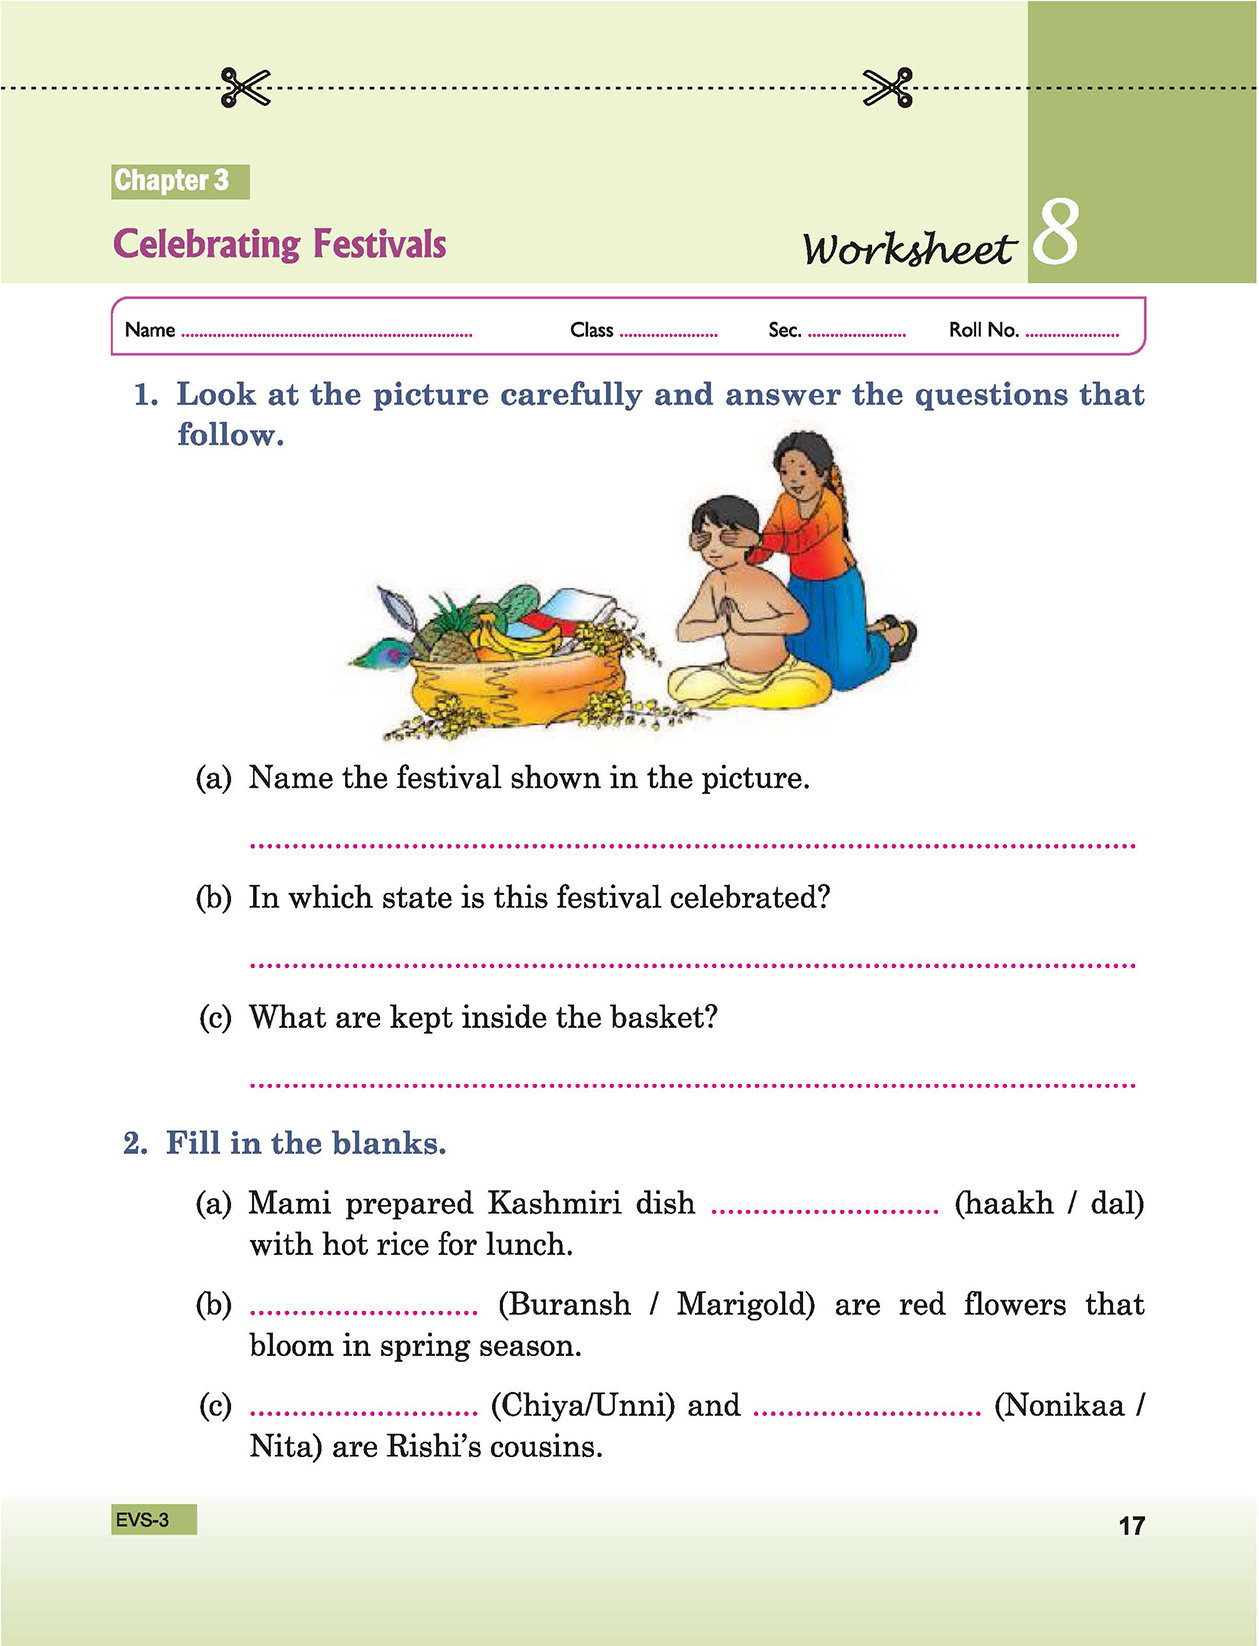 Chapter 3
Celebrating Festivals
Worksheet 8
Name ........................ Class ........................ Sec. ........................ Roll No. ........................
1. Look at the picture carefully and answer the questions that
follow.
(a) Name the festival shown in the picture.
........................
(b) In which state is this festival celebrated?
........................
(c) What are kept inside the basket?
........................
2. Fill in the blanks.
(a) Mami prepared Kashmiri dish ........................ (haakh / dal)
with hot rice for lunch.
(b) ........................ (Buransh / Marigold) are red flowers that
bloom in spring season.
(c) ........................ (Chiya/Unni) and ........................ (Nonikaa /
Nita) are Rishi's cousins.
EVS-3
17